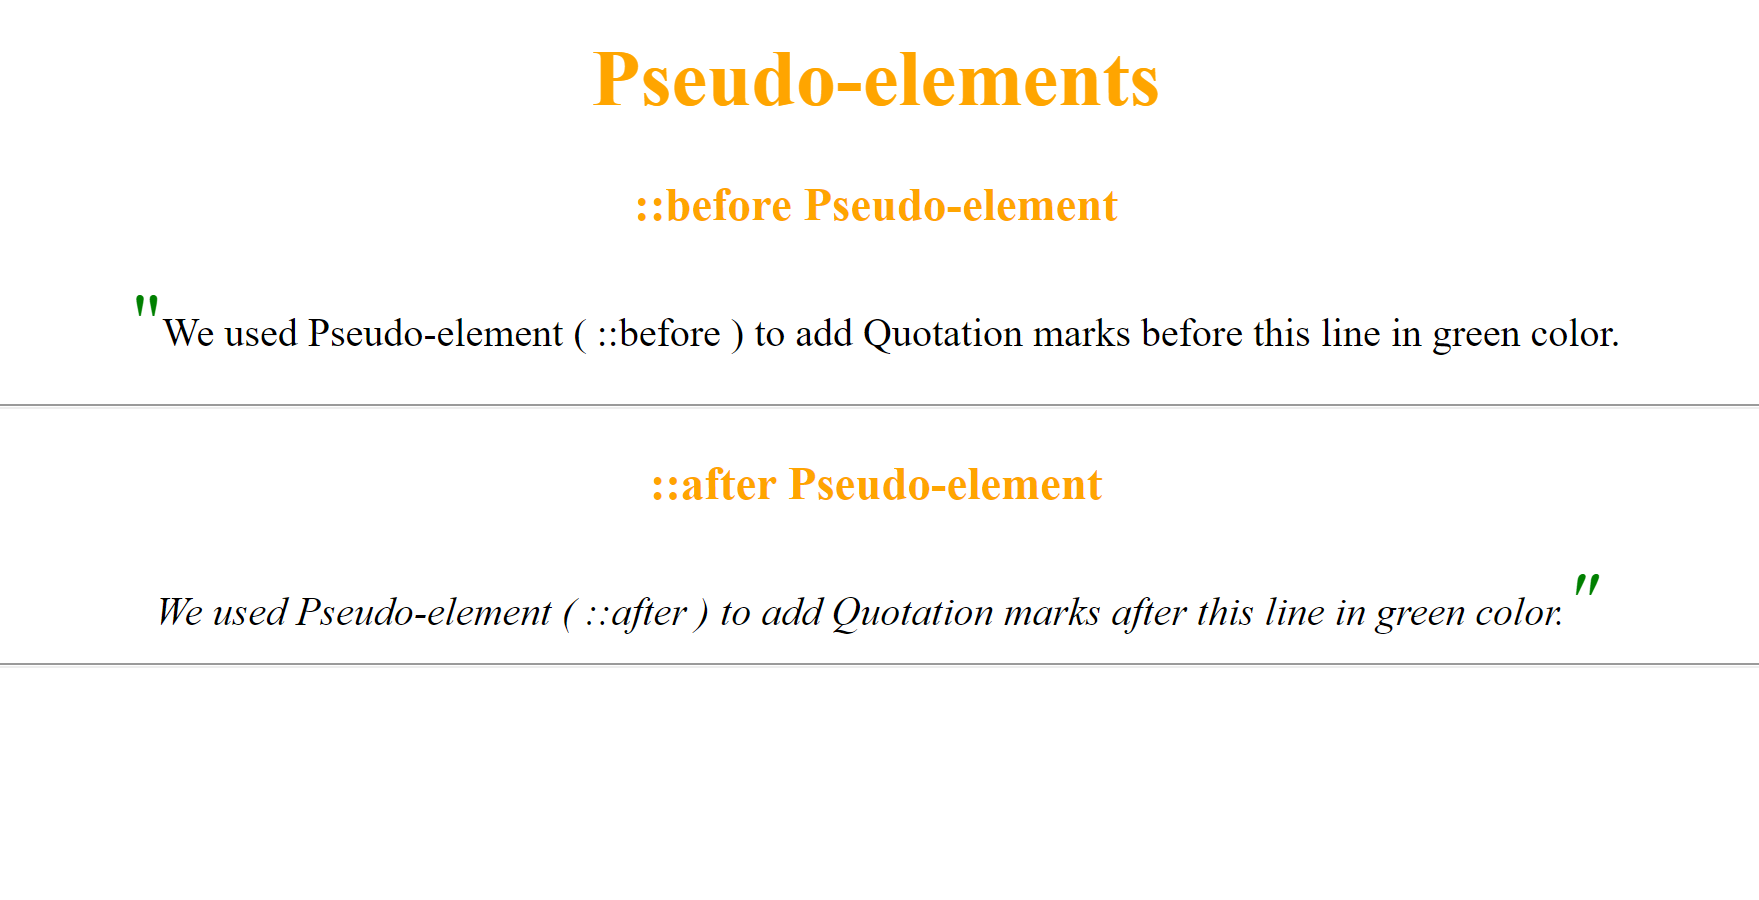 Pseudo-elements
::before Pseudo-element
"We used Pseudo-element ( ::before ) to add Quotation marks before this line in green color.
::after Pseudo-element
We used Pseudo-element ( ::after ) to add Quotation marks after this line in green color."